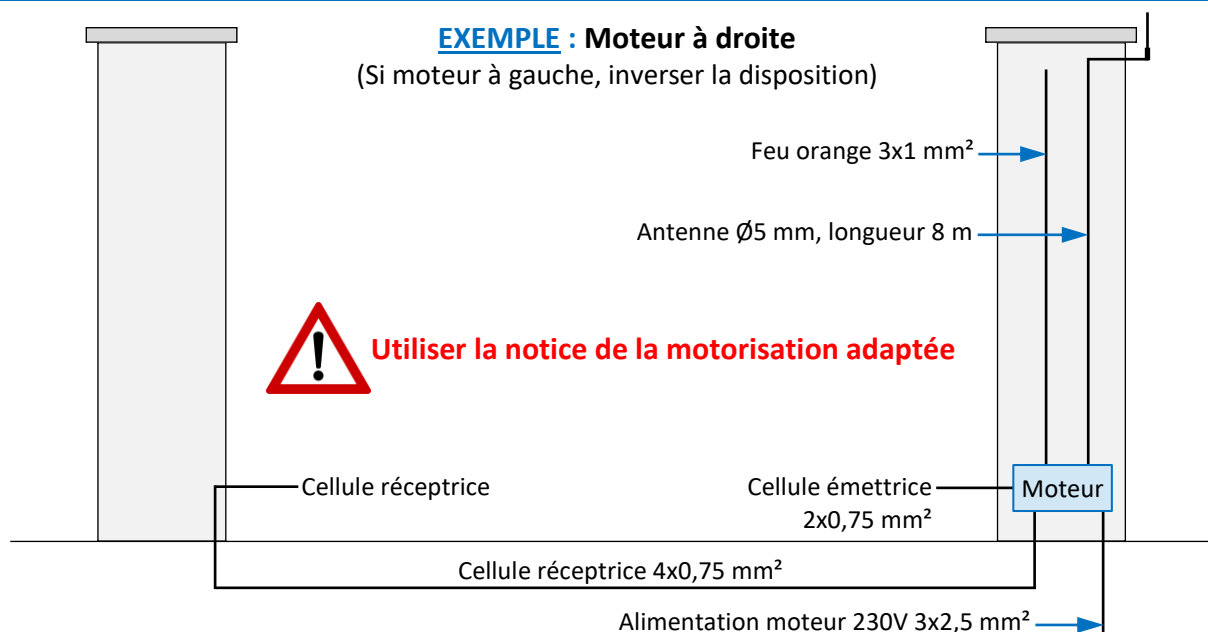 EXEMPLE : Moteur à droite
(Si moteur à gauche, inverser la disposition)
Feu orange 3x1 mm²
Antenne Ø5 mm, longueur 8 m
Utiliser la notice de la motorisation adaptée
Cellule réceptrice
Cellule émettrice
2x0,75 mm²
Moteur
Cellule réceptrice 4x0,75 mm²
Alimentation moteur 230V 3x2,5 mm²